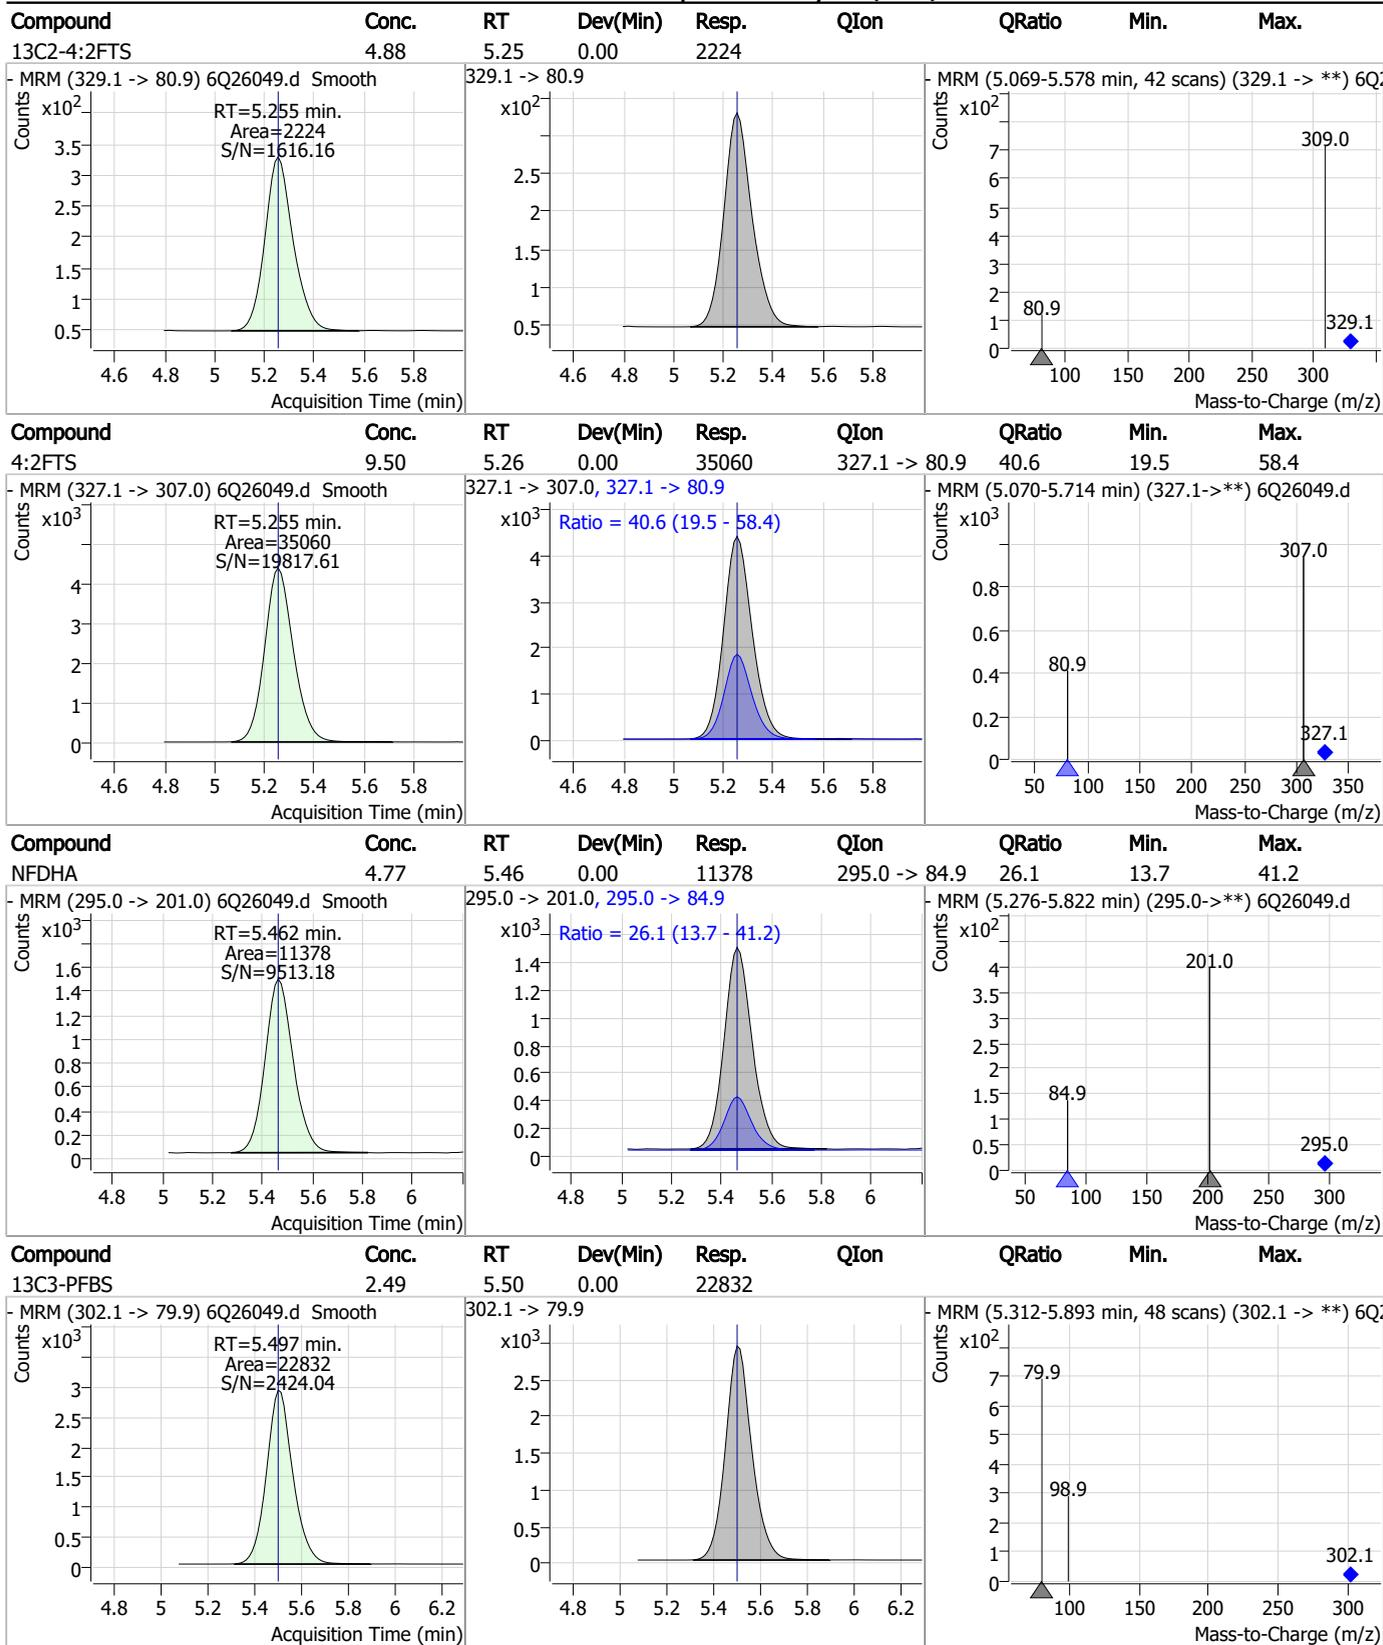 Compound Conc. RT Dev(Min) Resp. QIon QRatio Min. Max.
13C2-4:2FTS 4.88 5.25 0.00 2224
- MRM (329.1 -> 80.9) 6Q26049.d Smooth
Counts
x10²
RT=5.255 min.
Area=2224
S/N=1616.16
3.5
3
2.5
2
1.5
1
0.5
4.6 4.8 5 5.2 5.4 5.6 5.8
Acquisition Time (min)
329.1 -> 80.9
x10²
2.5
2
1.5
1
0.5
4.6 4.8 5 5.2 5.4 5.6 5.8
- MRM (5.069-5.578 min, 42 scans) (329.1 -> **)
Counts
x10²
309.0
7
6
5
4
3
2
1
0
80.9
329.1
100 150 200 250 300
Mass-to-Charge (m/z)
Compound Conc. RT Dev(Min) Resp. QIon QRatio Min. Max.
4:2FTS 9.50 5.26 0.00 35060 327.1 -> 80.9 40.6 19.5 58.4
- MRM (327.1 -> 307.0) 6Q26049.d Smooth
Counts
x10³
RT=5.255 min.
Area=35060
S/N=19817.61
4
3
2
1
0
4.6 4.8 5 5.2 5.4 5.6 5.8
Acquisition Time (min)
327.1 -> 307.0, 327.1 -> 80.9
x10³
Ratio = 40.6 (19.5 - 58.4)
4
3
2
1
0
4.6 4.8 5 5.2 5.4 5.6 5.8
- MRM (5.070-5.714 min) (327.1->**) 6Q26049.d
Counts
x10³
307.0
0.8
0.6
0.4
0.2
0
80.9
327.1
50 100 150 200 250 300 350
Mass-to-Charge (m/z)
Compound Conc. RT Dev(Min) Resp. QIon QRatio Min. Max.
NFDHA 4.77 5.46 0.00 11378 295.0 -> 84.9 26.1 13.7 41.2
- MRM (295.0 -> 201.0) 6Q26049.d Smooth
Counts
x10³
RT=5.462 min.
Area=11378
S/N=9513.18
1.6
1.4
1.2
1
0.8
0.6
0.4
0.2
0
4.8 5 5.2 5.4 5.6 5.8 6
Acquisition Time (min)
295.0 -> 201.0, 295.0 -> 84.9
x10³
Ratio = 26.1 (13.7 - 41.2)
1.4
1.2
1
0.8
0.6
0.4
0.2
0
4.8 5 5.2 5.4 5.6 5.8 6
- MRM (5.276-5.822 min) (295.0->**) 6Q26049.d
Counts
x10²
201.0
4
3.5
3
2.5
2
1.5
1
0.5
0
84.9
295.0
50 100 150 200 250 300
Mass-to-Charge (m/z)
Compound Conc. RT Dev(Min) Resp. QIon QRatio Min. Max.
13C3-PFBS 2.49 5.50 0.00 22832
- MRM (302.1 -> 79.9) 6Q26049.d Smooth
Counts
x10³
RT=5.497 min.
Area=22832
S/N=2424.04
3
2.5
2
1.5
1
0.5
0
4.8 5 5.2 5.4 5.6 5.8 6 6.2
Acquisition Time (min)
302.1 -> 79.9
x10³
2.5
2
1.5
1
0.5
0
4.8 5 5.2 5.4 5.6 5.8 6 6.2
- MRM (5.312-5.893 min, 48 scans) (302.1 -> **)
Counts
x10²
79.9
7
6
5
4
3
2
1
0
98.9
302.1
100 150 200 250 300
Mass-to-Charge (m/z)